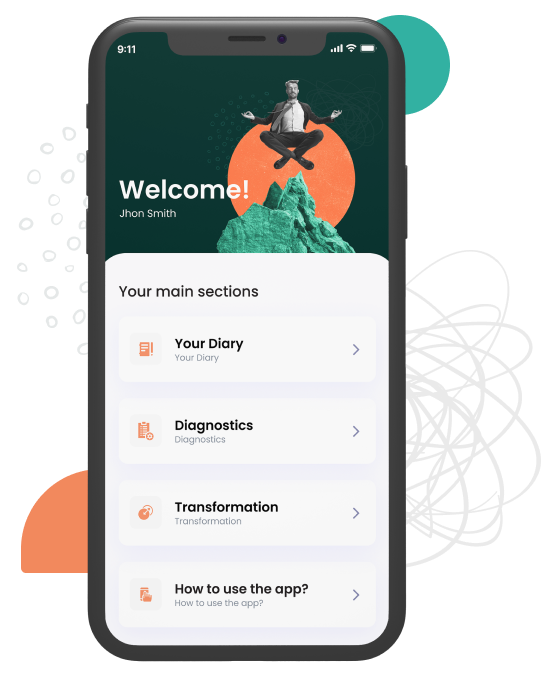 9:11
Welcome!
Jhon Smith
Your main sections
Your Diary
Your Diary
Diagnostics
Diagnostics
Transformation
Transformation
How to use the app?
How to use the app?